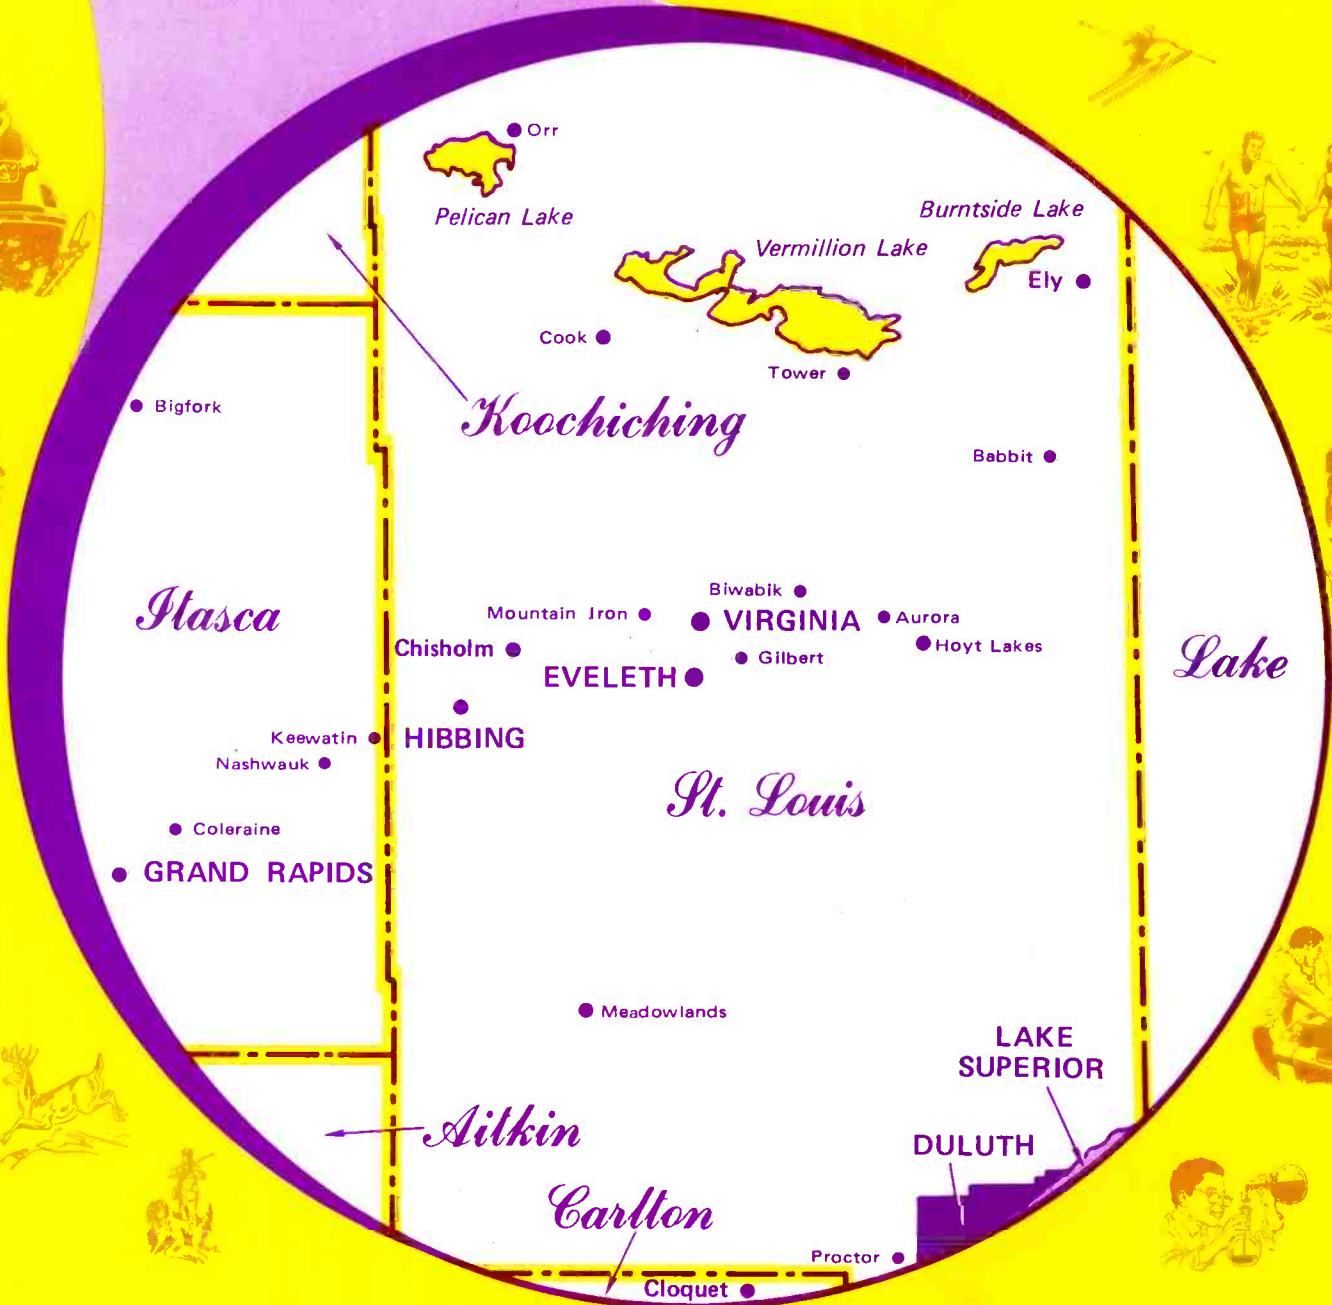 Orr
Pelican Lake
Burntside Lake
Vermillion Lake
Ely
Cook
Tower
Bigfork
Koochiching
Babbit
Itasca
Biwabik
Mountain Iron
VIRGINIA
Aurora
Chisholm
Gilbert
Hoyt Lakes
EVELETH
Lake
Keewatin
HIBBING
Nashwauk
St. Louis
Coleraine
GRAND RAPIDS
Meadowlands
LAKE
SUPERIOR
Aitkin
DULUTH
Carlton
Proctor
Cloquet